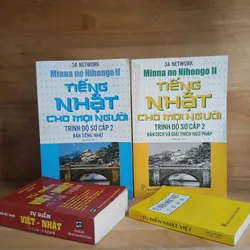 3A NETWORK
Minna no Nihongo II
TIẾNG
NHẬT
CHO MỌI NGƯỜI
TRÌNH ĐỘ SƠ CẤP 2
BẢN TIẾNG NHẬT
3A NETWORK
Minna no Nihongo II
TIẾNG
NHẬT
CHO MỌI NGƯỜI
TRÌNH ĐỘ SƠ CẤP 2
BẢN DỊCH VÀ GIẢI THÍCH NGỮ PHÁP
TỪ ĐIỂN
VIỆT - NHẬT
TỪ ĐIỂN NHẬT VIỆT